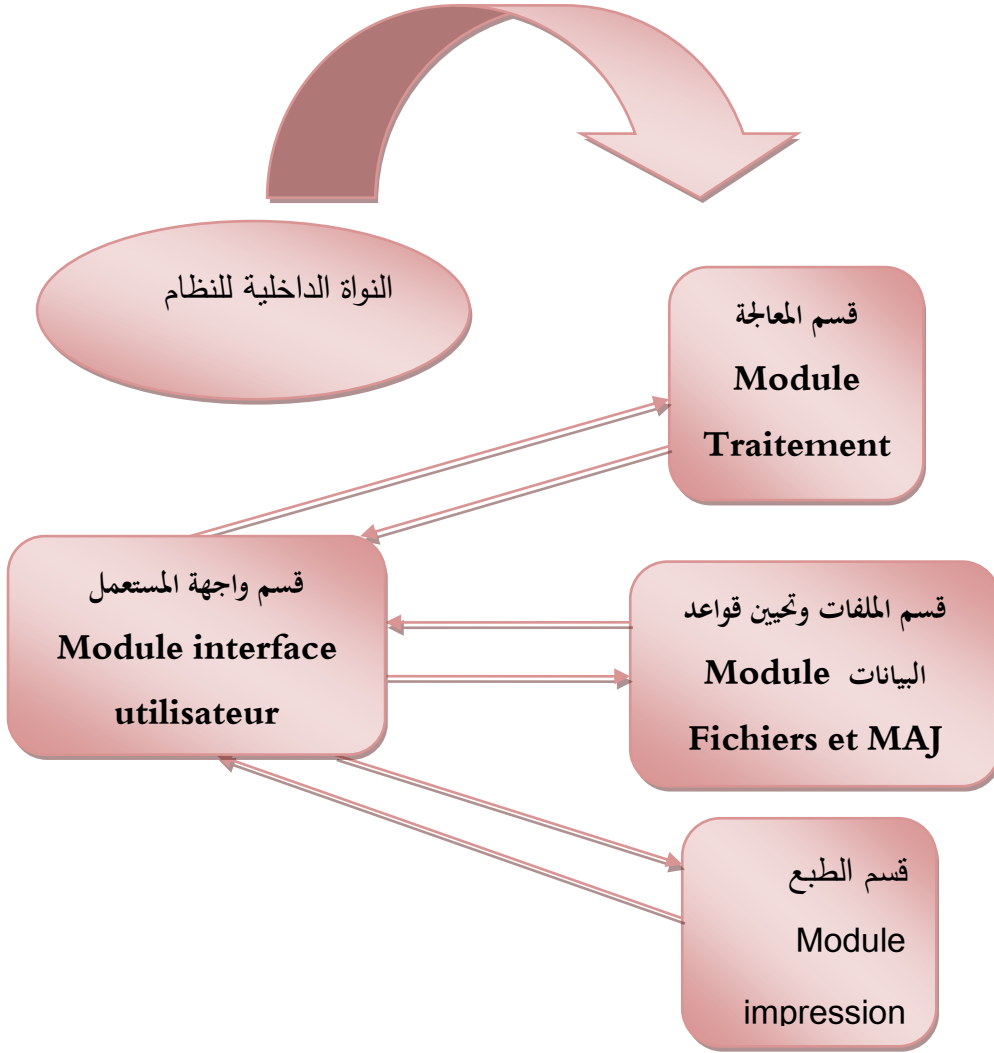 النواة الداخلية للنظام
قسم المعالجة
Module
Traitement
قسم واجهة المستعمل
Module interface
utilisateur
قسم الملفات وتحيين قواعد
البيانات Module
Fichiers et MAJ
قسم الطبع
Module
impression